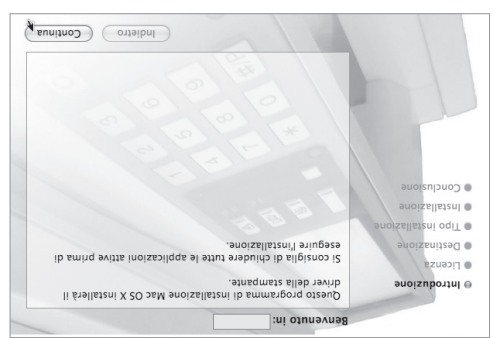 Benvenuto in:
Introduzione
Licenza
Destinazione
Tipo installazione
Installazione
Conclusione
Questo programma di installazione Mac OS X installerà il
driver della stampante.
Si consiglia di chiudere tutte le applicazioni attive prima di
eseguire l'installazione.
Indietro
Continua